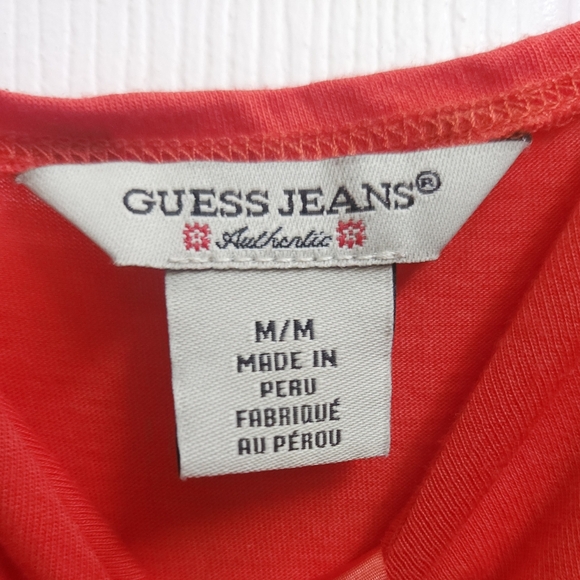 GUESS JEANS®
Authentic
M/M
MADE IN
PERU
FABRIQUÉ
AU PÉROU